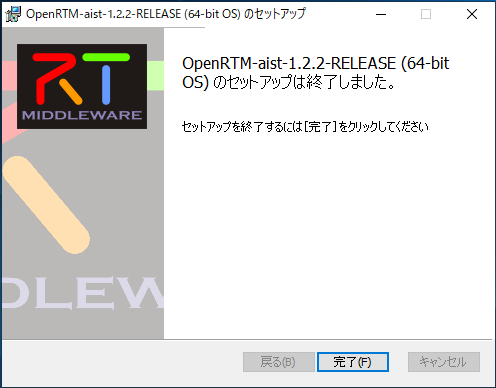 OpenRTM-aist-1.2.2-RELEASE (64-bit OS) のセットアップ
RT
MIDDLEWARE
OpenRTM-aist-1.2.2-RELEASE (64-bit
OS) のセットアップは終了しました。
セットアップを終了するには[完了]をクリックしてください
DLEWA
戻る(B)
完了(F)
キャンセル